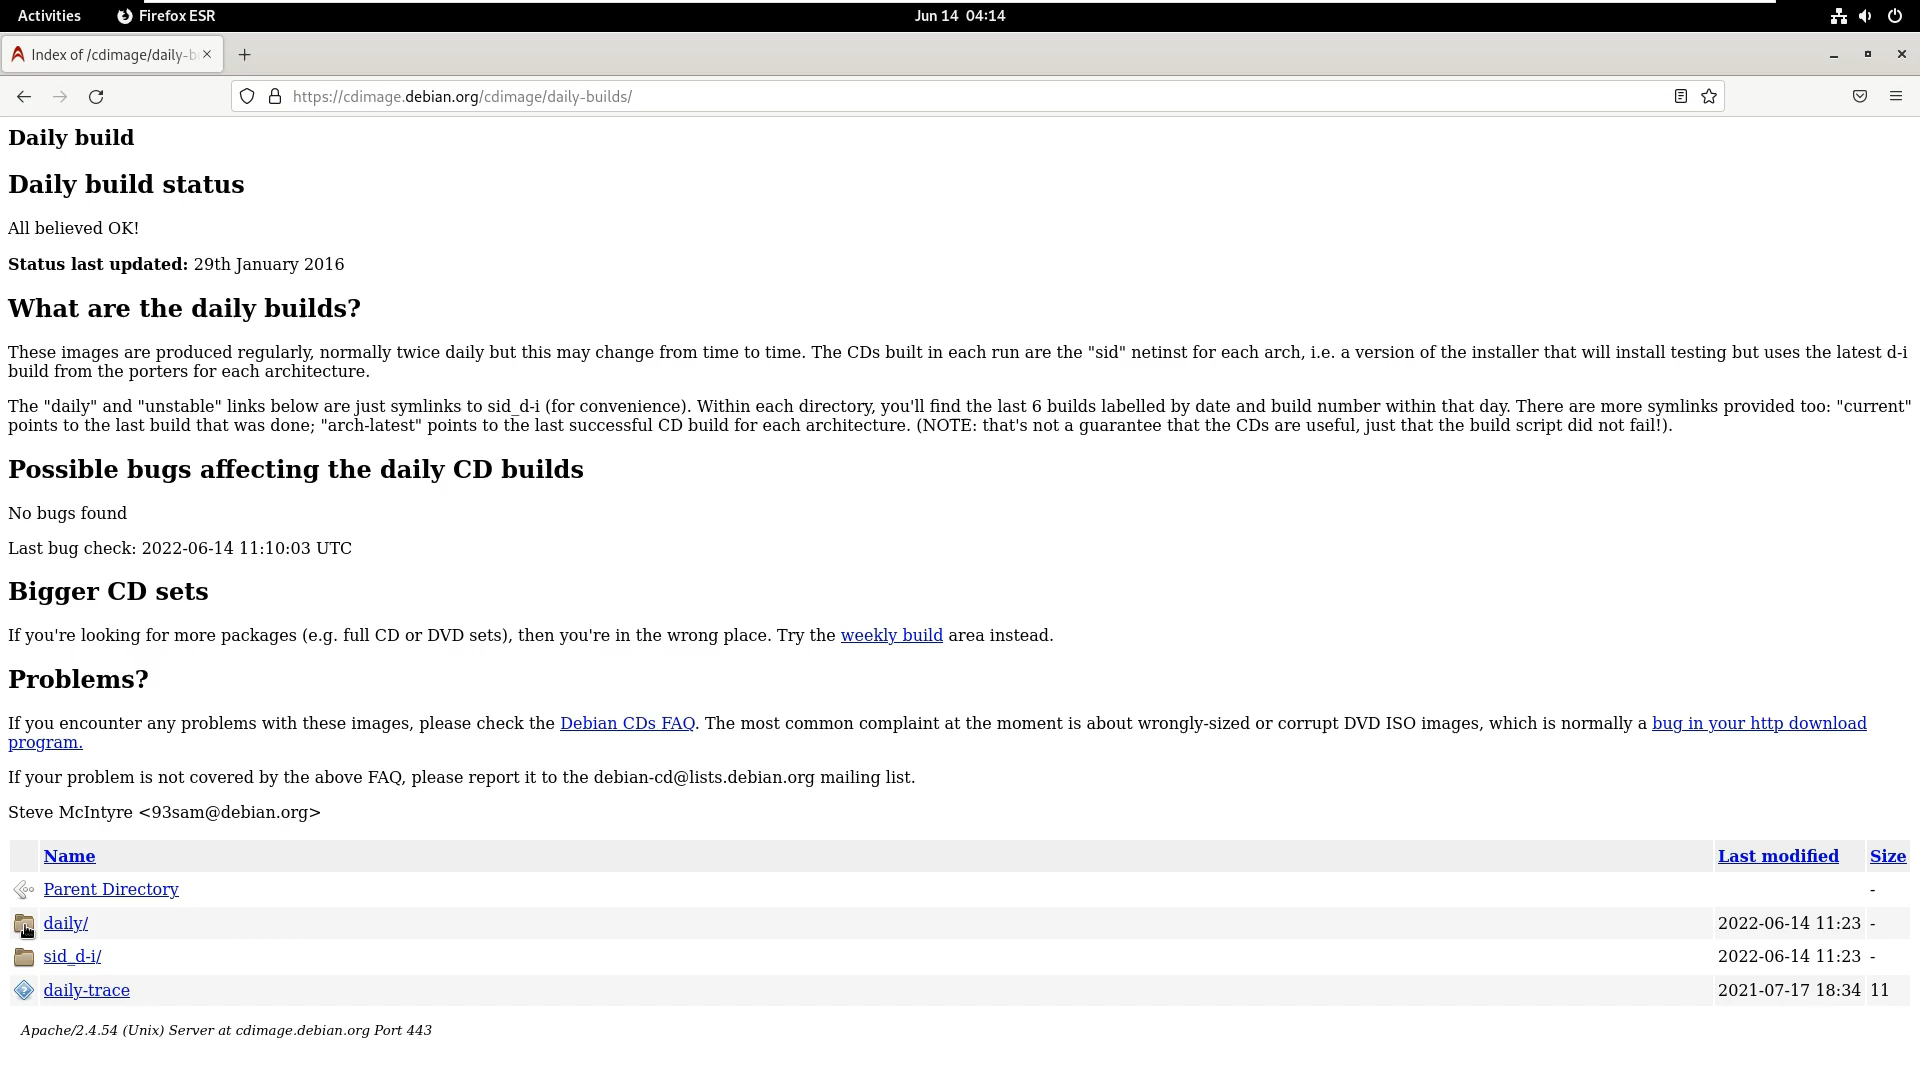 Activities
Firefox ESR
Jun 14 04:14
Index of /cdimage/daily-b
https://cdimage.debian.org/cdimage/daily-builds/
Daily build
Daily build status
All believed OK!
Status last updated: 29th January 2016
What are the daily builds?
These images are produced regularly, normally twice daily but this may change from time to time. The CDs built in each run are the "sid" netinst for each arch, i.e. a version of the installer that will install testing but uses the latest d-i
build from the porters for each architecture.
The "daily" and "unstable" links below are just symlinks to sid_d-i (for convenience). Within each directory, you'll find the last 6 builds labelled by date and build number within that day. There are more symlinks provided too: "current"
points to the last build that was done; "arch-latest" points to the last successful CD build for each architecture. (NOTE: that's not a guarantee that the CDs are useful, just that the build script did not fail!).
Possible bugs affecting the daily CD builds
No bugs found
Last bug check: 2022-06-14 11:10:03 UTC
Bigger CD sets
If you're looking for more packages (e.g. full CD or DVD sets), then you're in the wrong place. Try the weekly build area instead.
Problems?
If you encounter any problems with these images, please check the Debian CDs FAQ. The most common complaint at the moment is about wrongly-sized or corrupt DVD ISO images, which is normally a bug in your http download
program.
If your problem is not covered by the above FAQ, please report it to the debian-cd@lists.debian.org mailing list.
Steve McIntyre <93sam@debian.org>
Name Last modified Size
Parent Directory -
daily/ 2022-06-14 11:23 -
sid_d-i/ 2022-06-14 11:23 -
daily-trace 2021-07-17 18:34 11
Apache/2.4.54 (Unix) Server at cdimage.debian.org Port 443